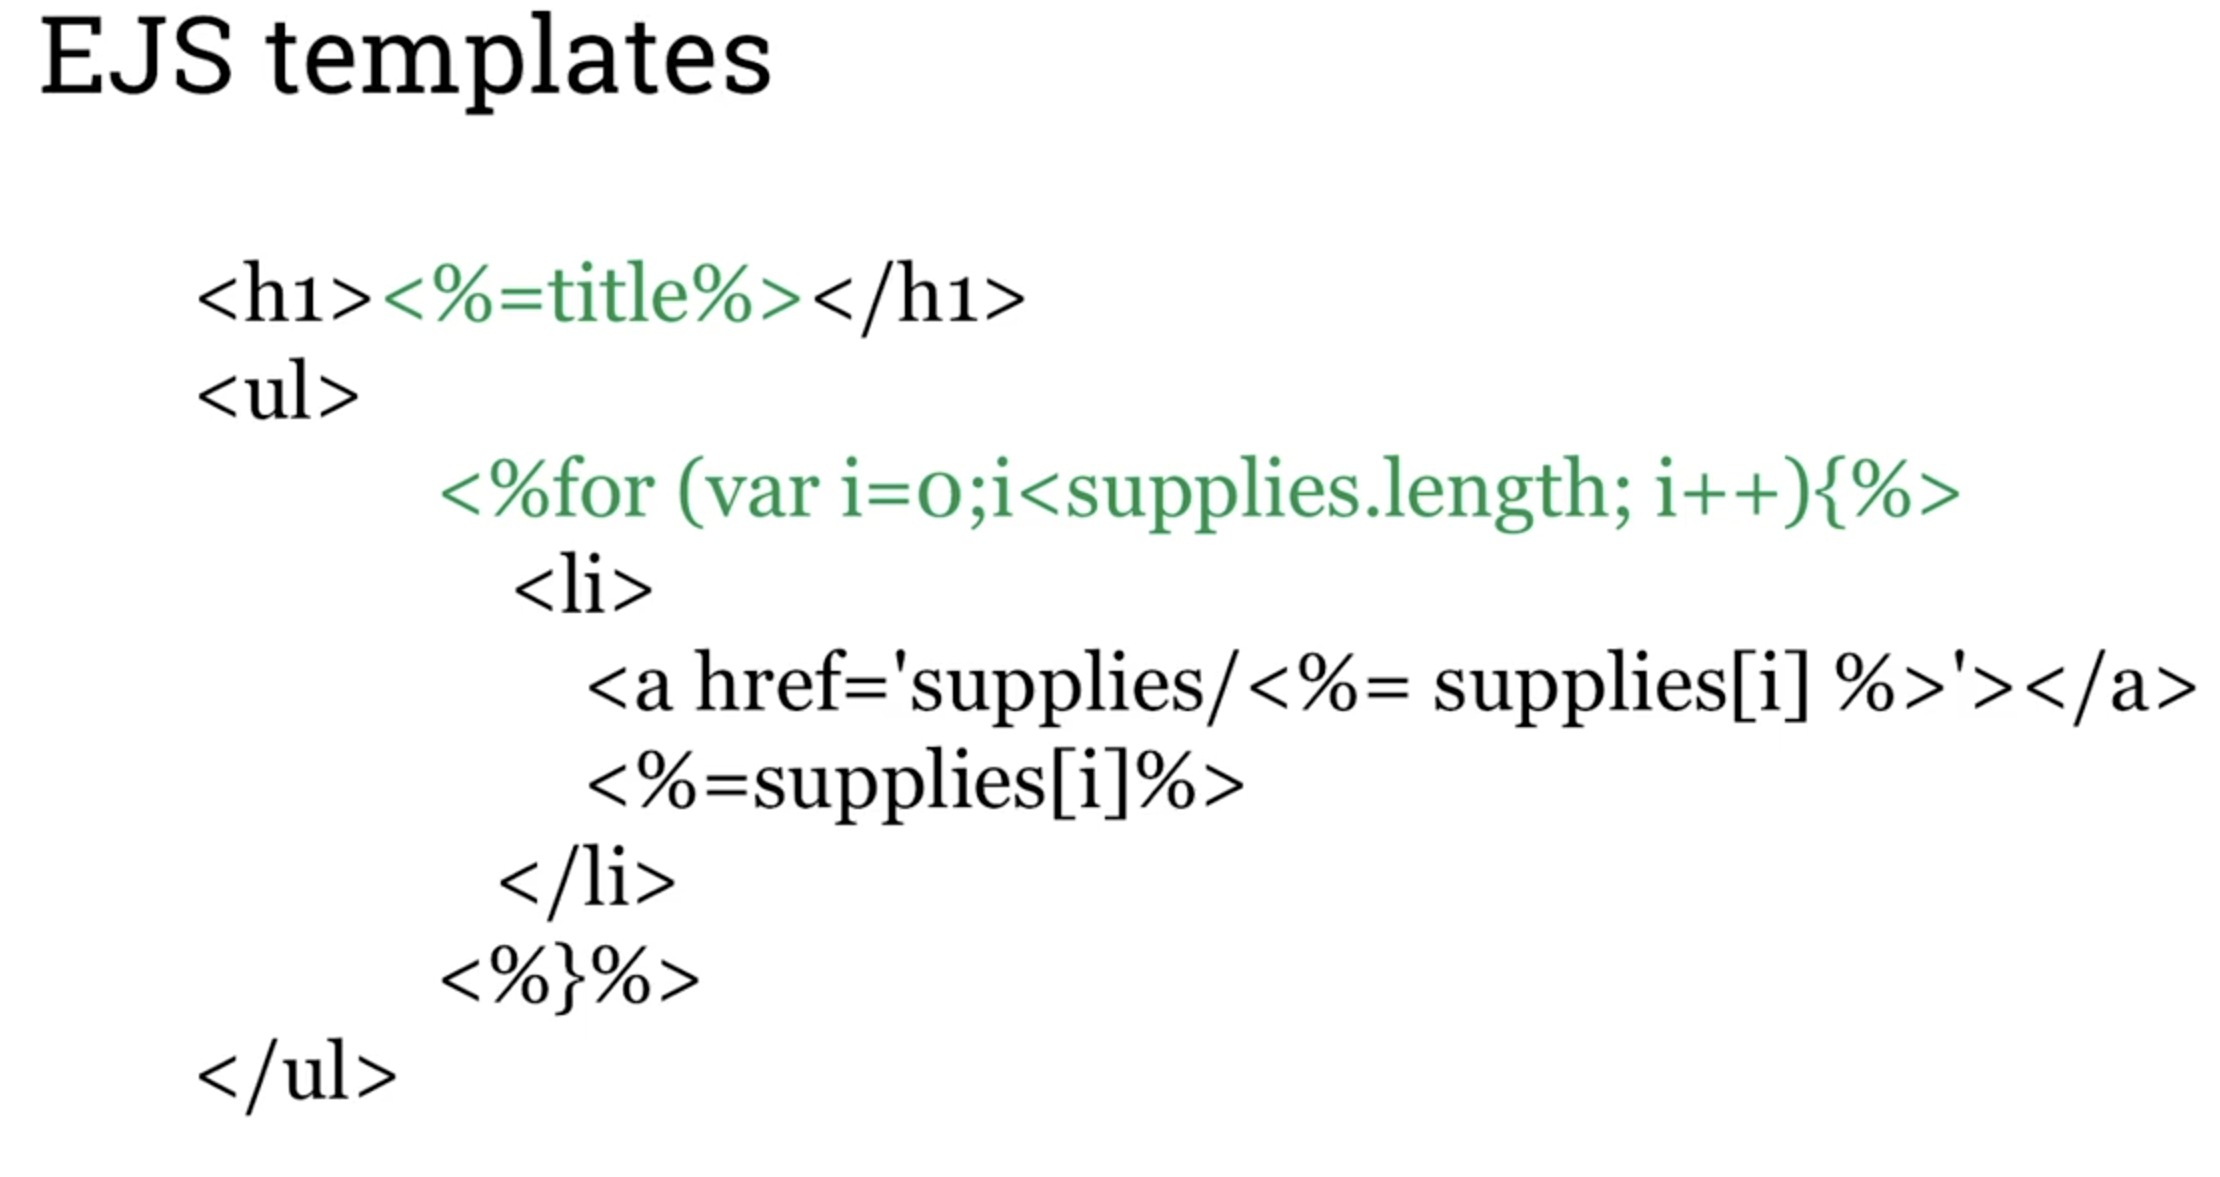 EJS templates
<h1><%=title%></h1>
<ul>
<%for (var i=0;i<supplies.length; i++){%>
<li>
<a href='supplies/<%= supplies[i] %>'></a>
<%=supplies[i]%>
</li>
<%}%>
</ul>